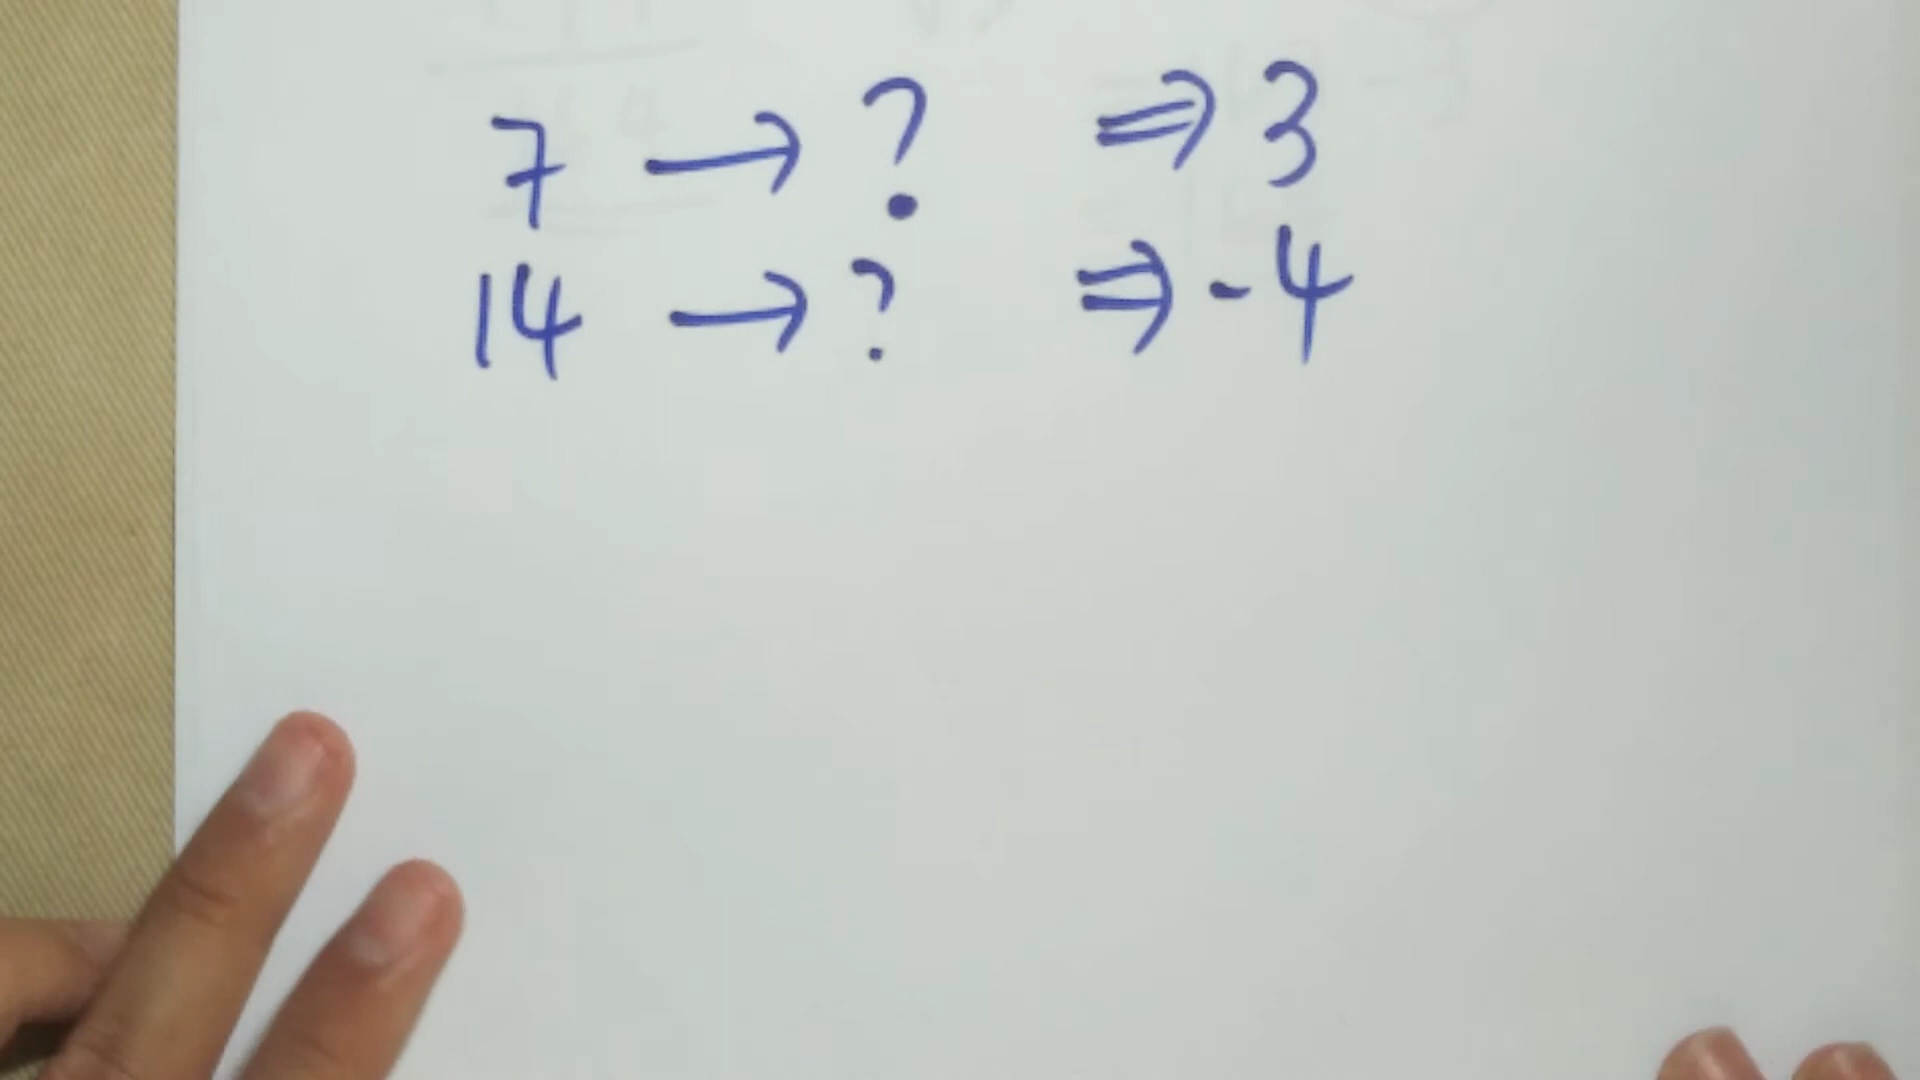 7 → ? ⇒ 3
14 → ? ⇒ -4